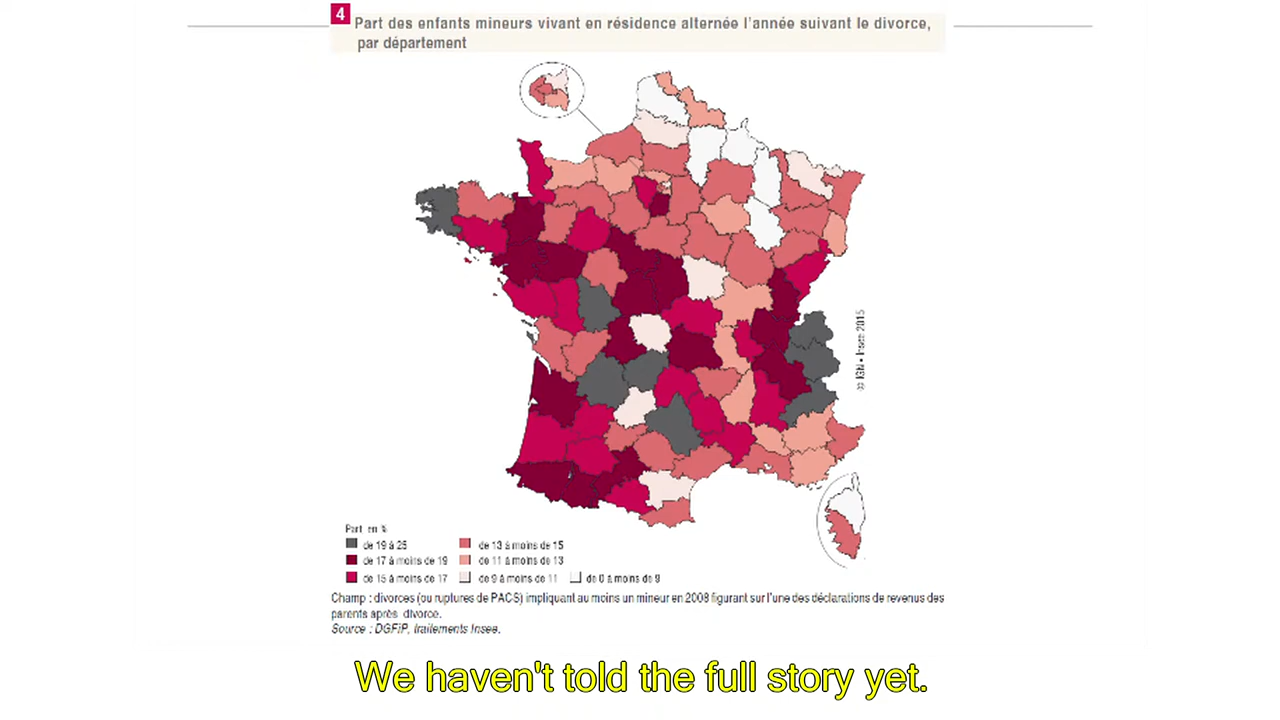 4
Part des enfants mineurs vivant en résidence alternée l'année suivant le divorce,
par département
© IGN • Insee 2015
Part en %
de 19 à 25
de 17 à moins de 19
de 15 à moins de 17
de 13 à moins de 15
de 11 à moins de 13
de 9 à moins de 11
de 0 à moins de 9
Champ : divorces (ou ruptures de PACS) impliquant au moins un mineur en 2008 figurant sur l'une des déclarations de revenus des
parents après divorce.
Source : DGFiP, traitements Insee.
We haven't told the full story yet.